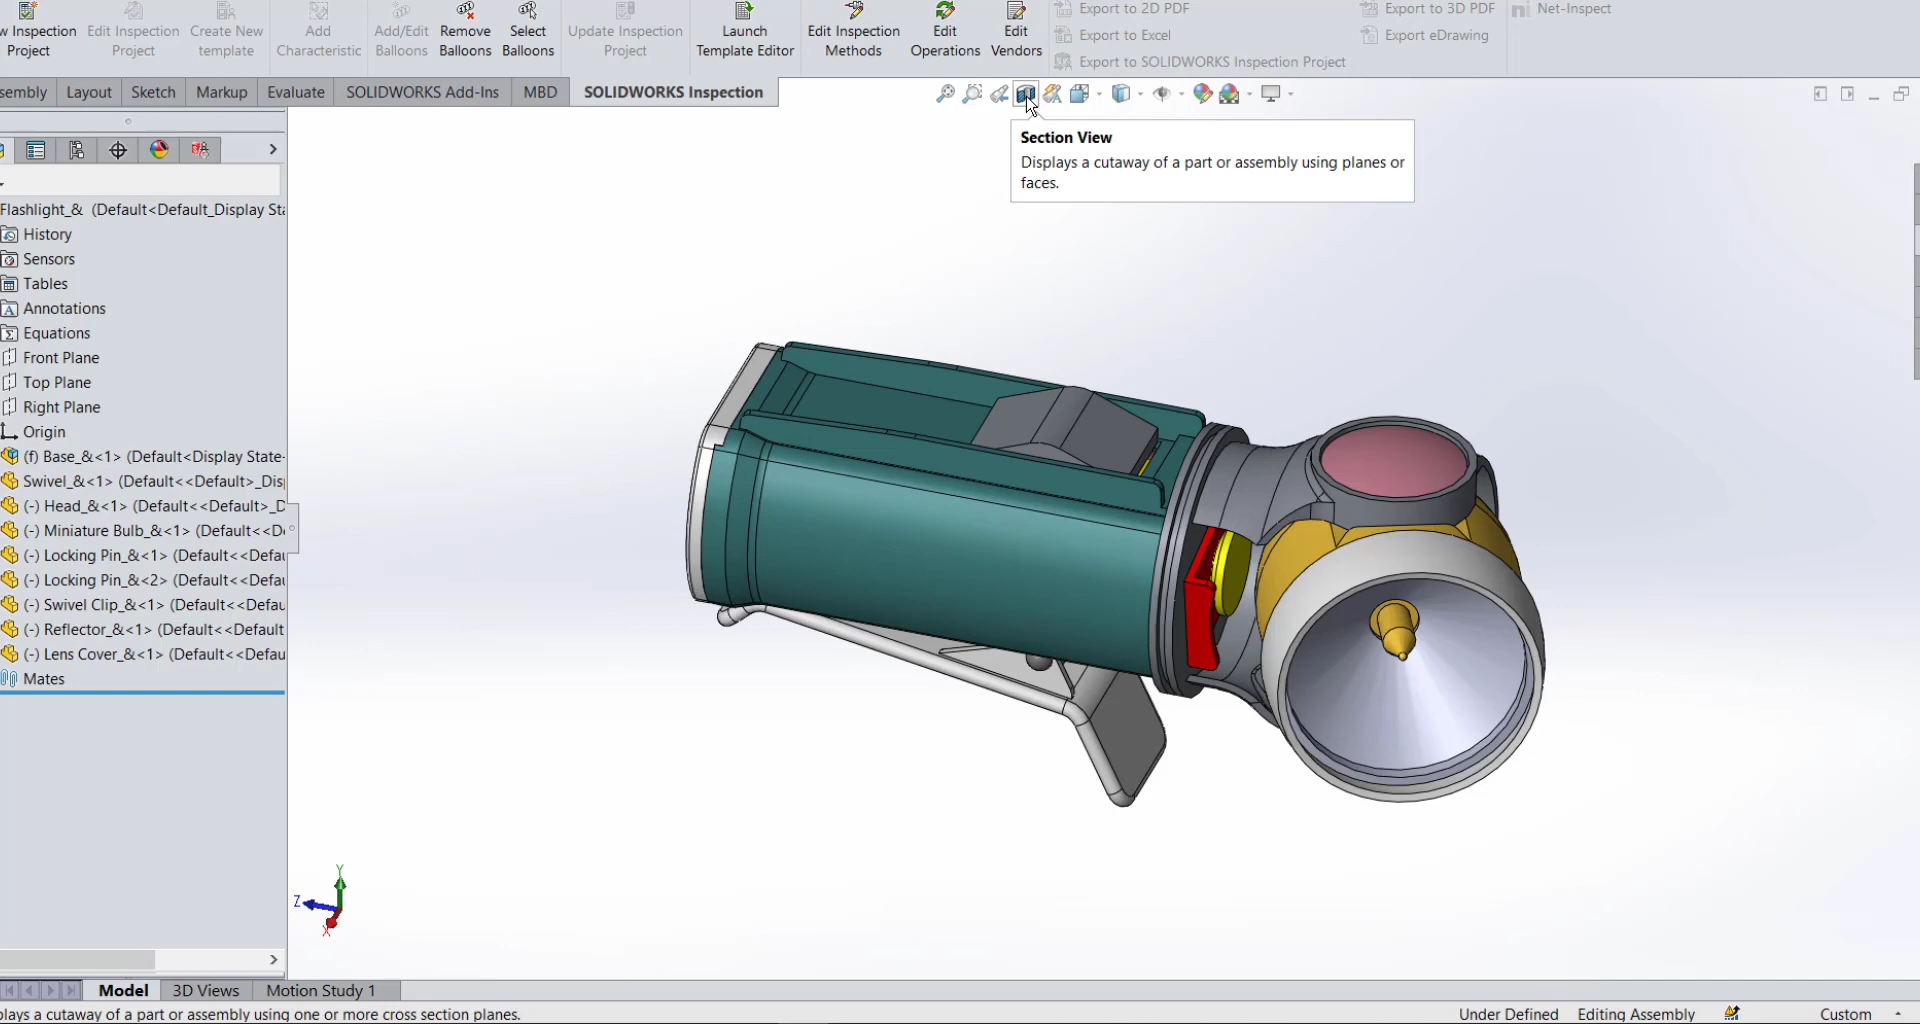 w Inspection Project
Edit Inspection Project
Create New template
Add Characteristic
Add/Edit Balloons
Remove Balloons
Select Balloons
Update Inspection Project
Launch Template Editor
Edit Inspection Methods
Edit Operations
Edit Vendors
Export to 2D PDF
Export to Excel
Export to SOLIDWORKS Inspection Project
Export to 3D PDF
Export eDrawing
Net-Inspect
sembly
Layout
Sketch
Markup
Evaluate
SOLIDWORKS Add-Ins
MBD
SOLIDWORKS Inspection
Section View
Displays a cutaway of a part or assembly using planes or
faces.
Flashlight_& (Default<Default_Display Sta
History
Sensors
Tables
Annotations
Equations
Front Plane
Top Plane
Right Plane
Origin
(f) Base_&<1> (Default<Display State-
Swivel_&<1> (Default<<Default>_Dis
(-) Head_&<1> (Default<<Default>_D
(-) Miniature Bulb_&<1> (Default<<De
(-) Locking Pin_&<1> (Default<<Defau
(-) Locking Pin_&<2> (Default<<Defau
(-) Swivel Clip_&<1> (Default<<Defau
(-) Reflector_&<1> (Default<<Default
(-) Lens Cover_&<1> (Default<<Defau
Mates
Y
Z
X
Model
3D Views
Motion Study 1
plays a cutaway of a part or assembly using one or more cross section planes.
Under Defined
Editing Assembly
Custom